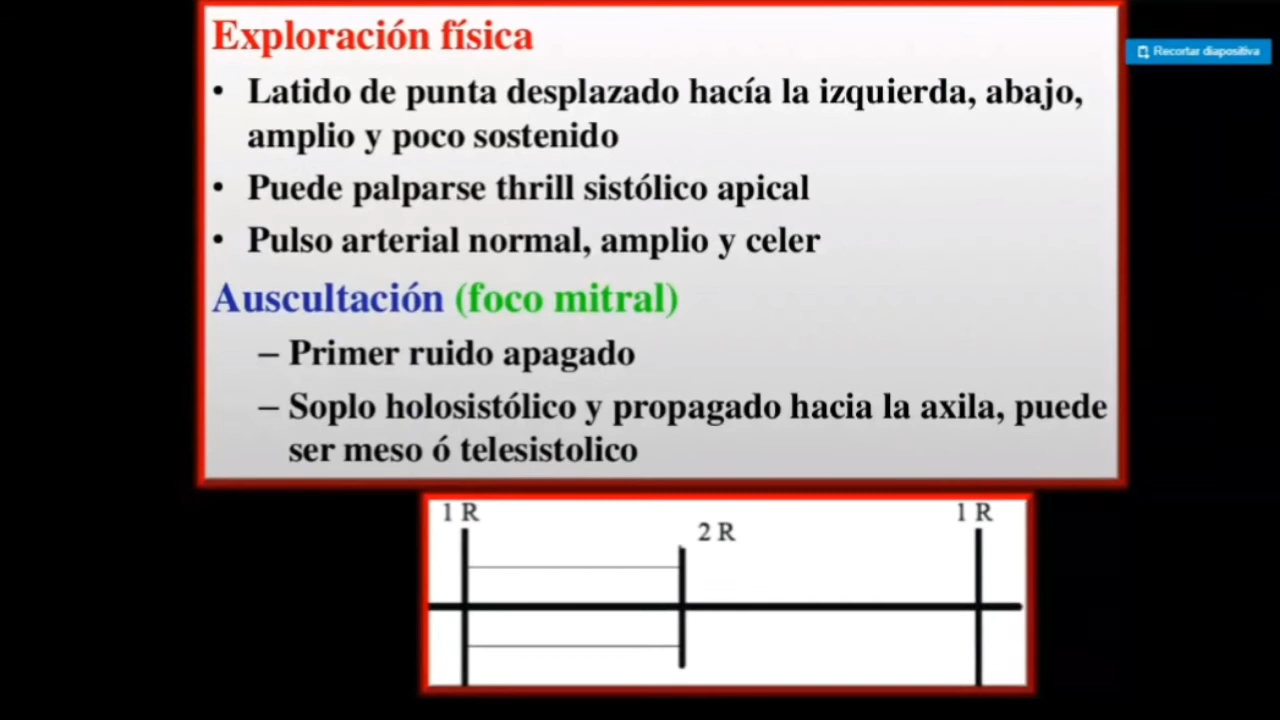 Exploración física
• Latido de punta desplazado hacía la izquierda, abajo,
amplio y poco sostenido
• Puede palparse thrill sistólico apical
• Pulso arterial normal, amplio y celer
Auscultación (foco mitral)
– Primer ruido apagado
– Soplo holosistólico y propagado hacia la axila, puede
ser meso ó telesistolico
Recortar diapositiva
1 R
2 R
1 R